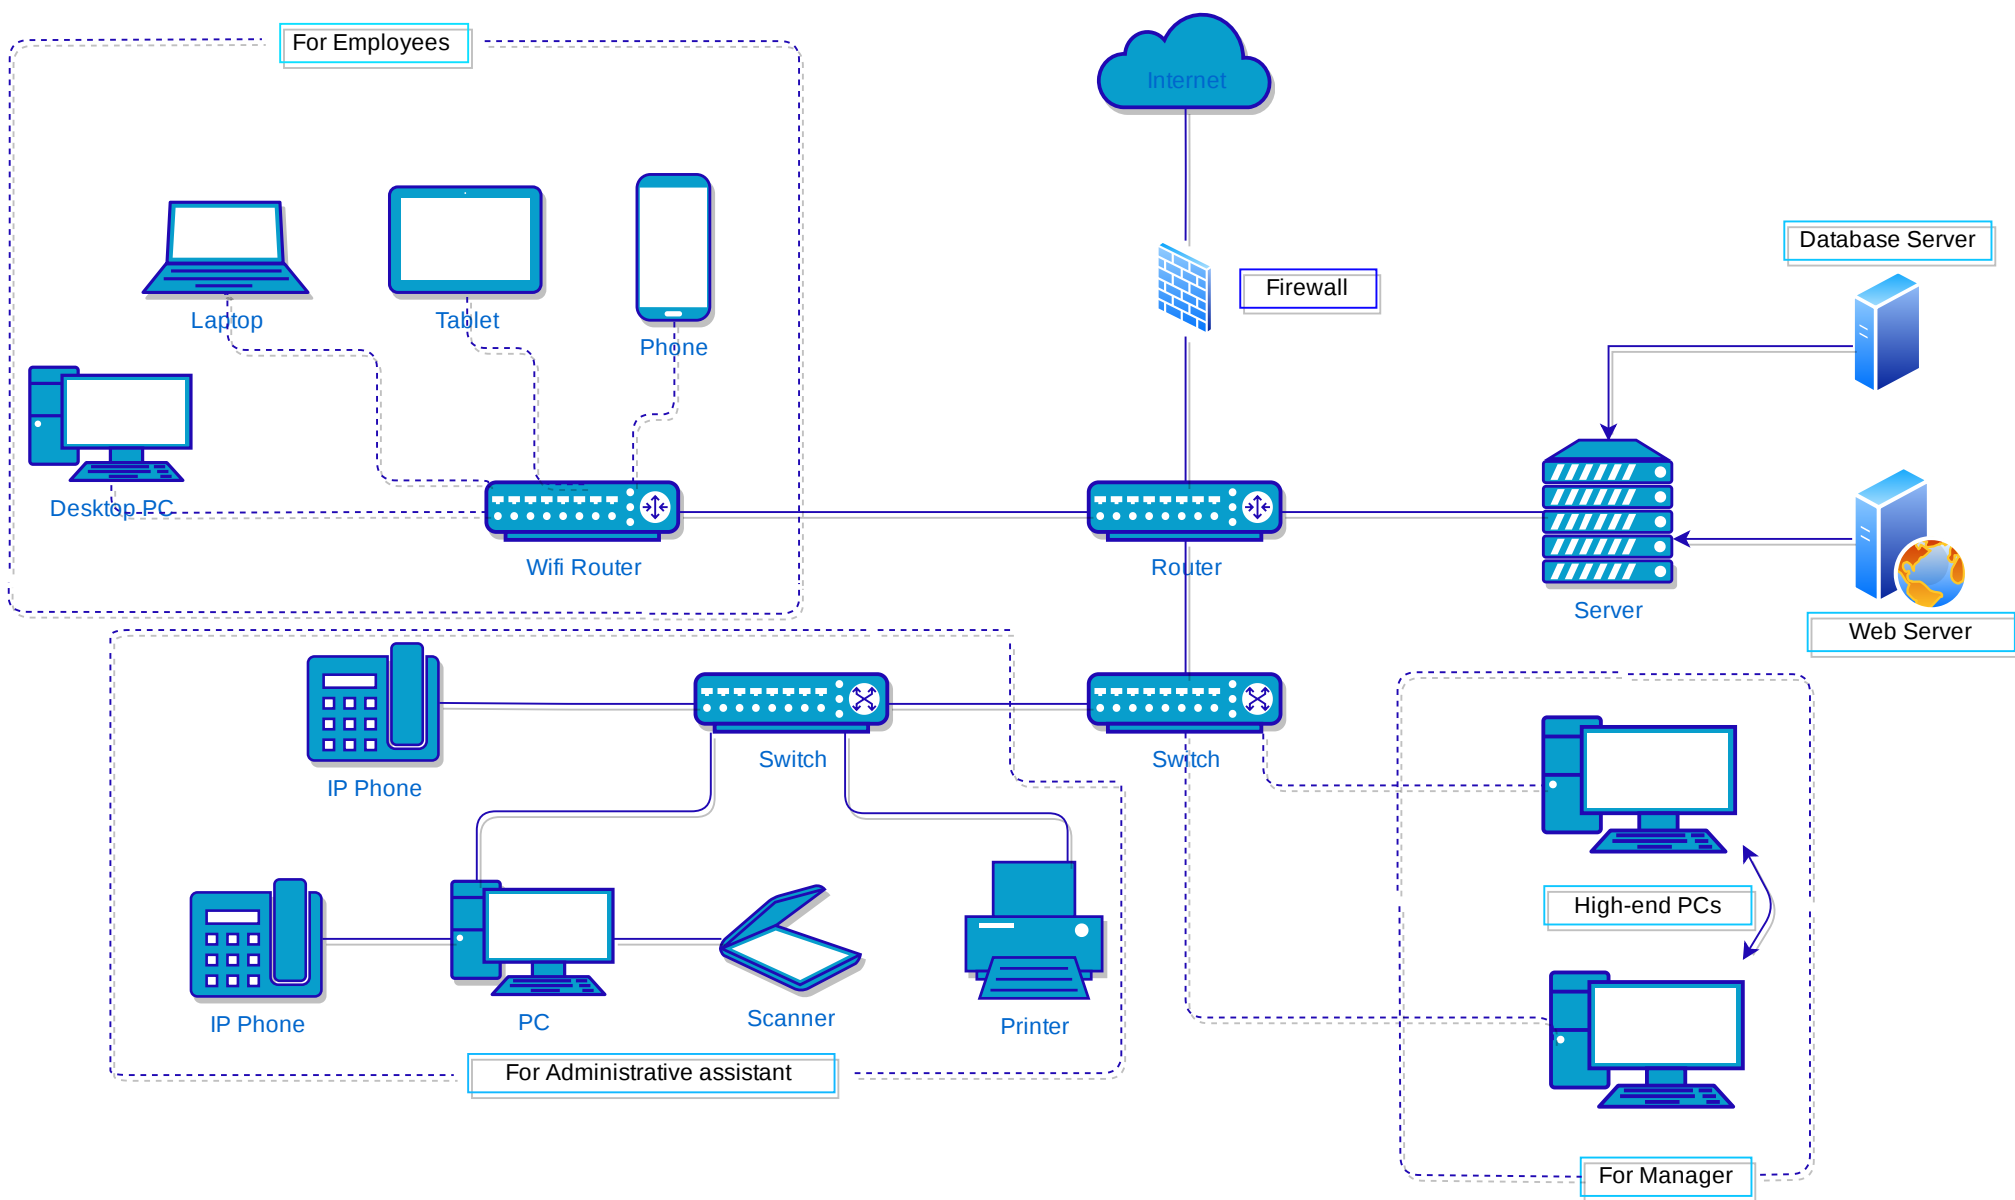 For Employees
Internet
Database Server
Firewall
Laptop
Tablet
Phone
Desktop PC
Wifi Router
Router
Server
Web Server
IP Phone
Switch
Switch
High-end PCs
IP Phone
PC
Scanner
Printer
For Administrative assistant
For Manager